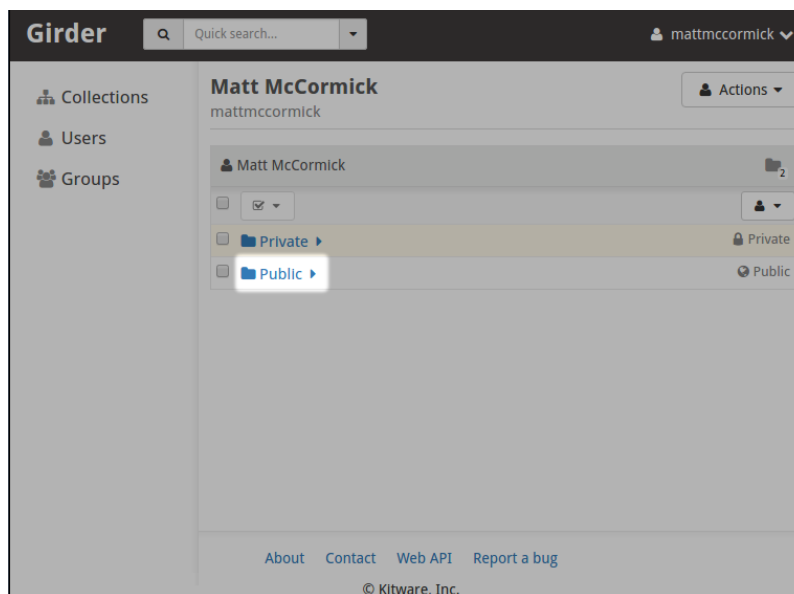 Girder
Quick search...
mattmccormick
Collections
Users
Groups
Matt McCormick
mattmccormick
Actions
Matt McCormick
2
Private
Private
Public
Public
About Contact Web API Report a bug
© Kitware, Inc.